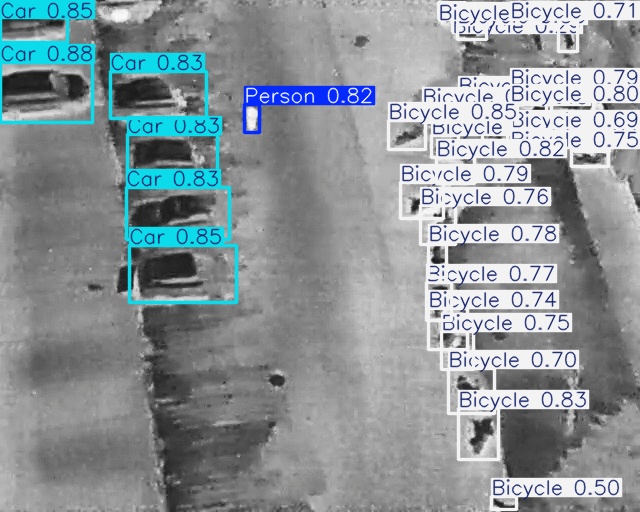 Car 0.85
Bicycle
Bicycle 0.71
Car 0.88
Car 0.83
Bicycle 0.79
Person 0.82
Bicycle 0.80
Bicycle 0.85
Bicycle 0.69
Car 0.83
Bicycle
Bicycle 0.75
Bicycle 0.82
Car 0.83
Bicycle 0.79
Bicycle 0.76
Car 0.85
Bicycle 0.78
Bicycle 0.77
Bicycle 0.74
Bicycle 0.75
Bicycle 0.70
Bicycle 0.83
Bicycle 0.50